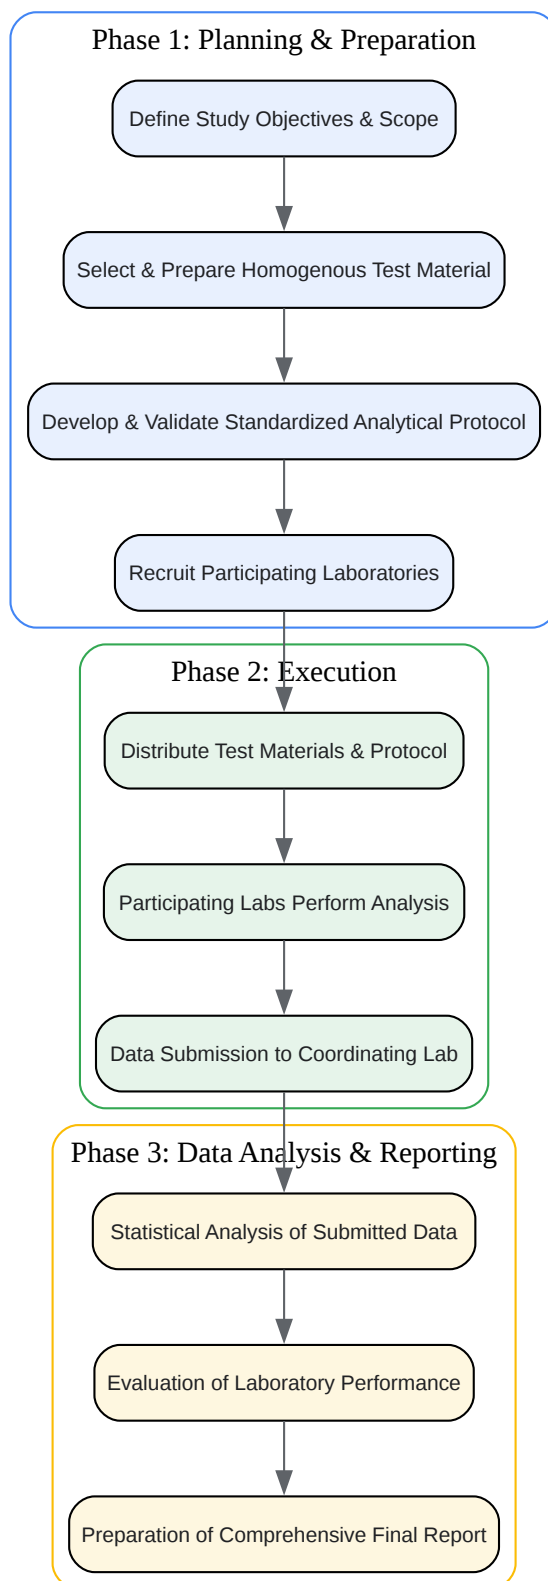 Phase 1: Planning & Preparation
Define Study Objectives & Scope
Select & Prepare Homogenous Test Material
Develop & Validate Standardized Analytical Protocol
Recruit Participating Laboratories
Phase 2: Execution
Distribute Test Materials & Protocol
Participating Labs Perform Analysis
Data Submission to Coordinating Lab
Phase 3: Data Analysis & Reporting
Statistical Analysis of Submitted Data
Evaluation of Laboratory Performance
Preparation of Comprehensive Final Report